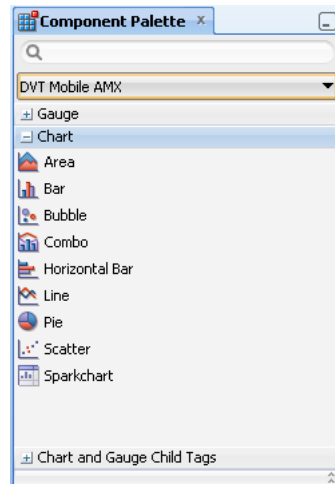 Component Palette
DVT Mobile AMX
Gauge
Chart
Area
Bar
Bubble
Combo
Horizontal Bar
Line
Pie
Scatter
Sparkchart
Chart and Gauge Child Tags